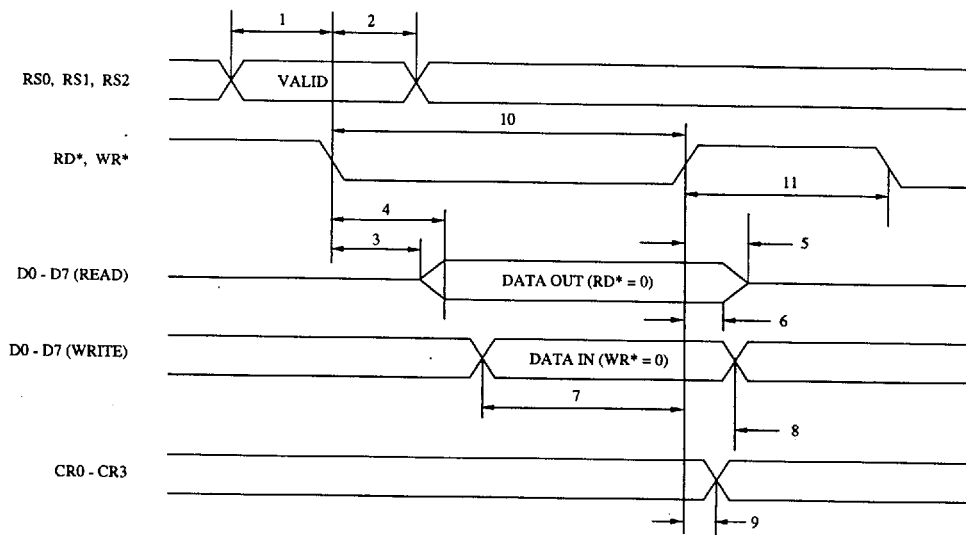 1 2
RS0, RS1, RS2 VALID
10
RD*, WR*
11
4
3 5
D0 - D7 (READ) DATA OUT (RD* = 0)
6
D0 - D7 (WRITE) DATA IN (WR* = 0)
7
8
CR0 - CR3
9